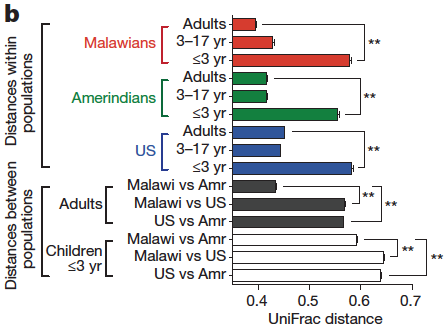 b
Distances within
populations
Malawians
Adults
3–17 yr
≤3 yr
**
Amerindians
Adults
3–17 yr
≤3 yr
**
US
Adults
3–17 yr
≤3 yr
**
Distances between
populations
Adults
Malawi vs Amr
Malawi vs US
US vs Amr
**
**
Children
≤3 yr
Malawi vs Amr
Malawi vs US
US vs Amr
**
**
0.4 0.5 0.6 0.7
UniFrac distance